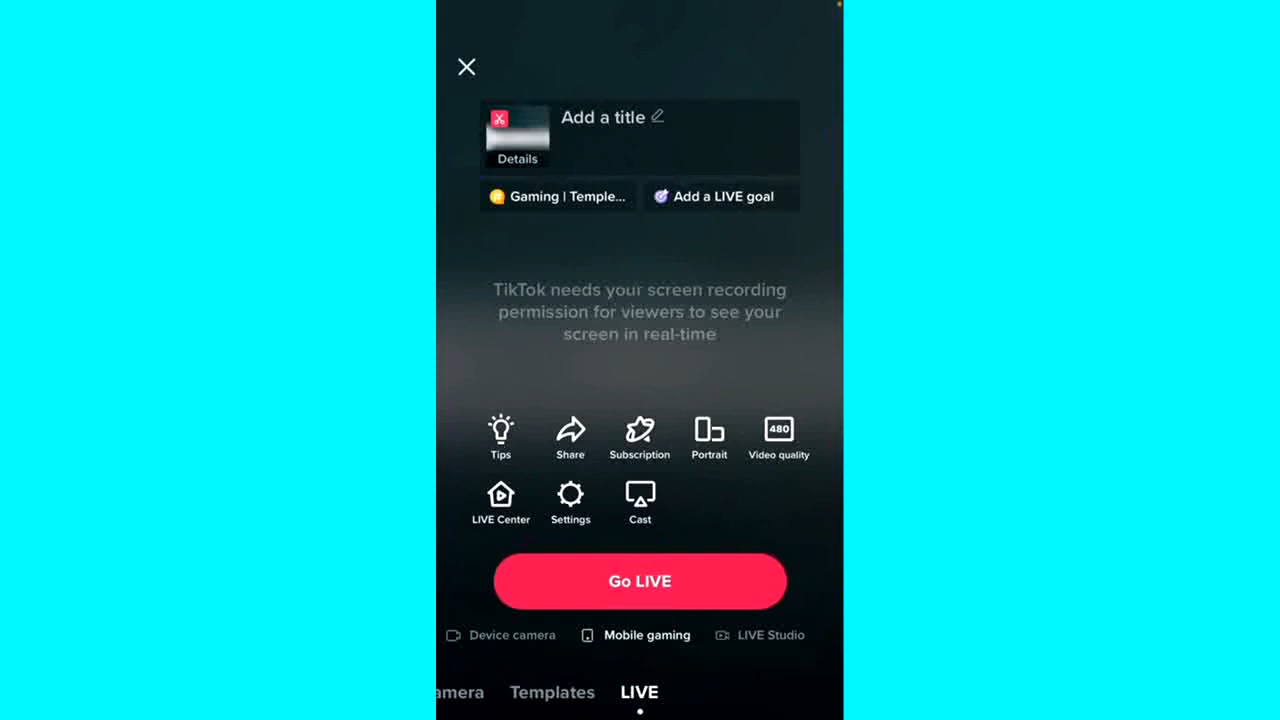 Add a title
Details
Gaming | Temple...
Add a LIVE goal
TikTok needs your screen recording
permission for viewers to see your
screen in real-time
Tips
Share
Subscription
Portrait
480
Video quality
LIVE Center
Settings
Cast
Go LIVE
Device camera
Mobile gaming
LIVE Studio
amera
Templates
LIVE